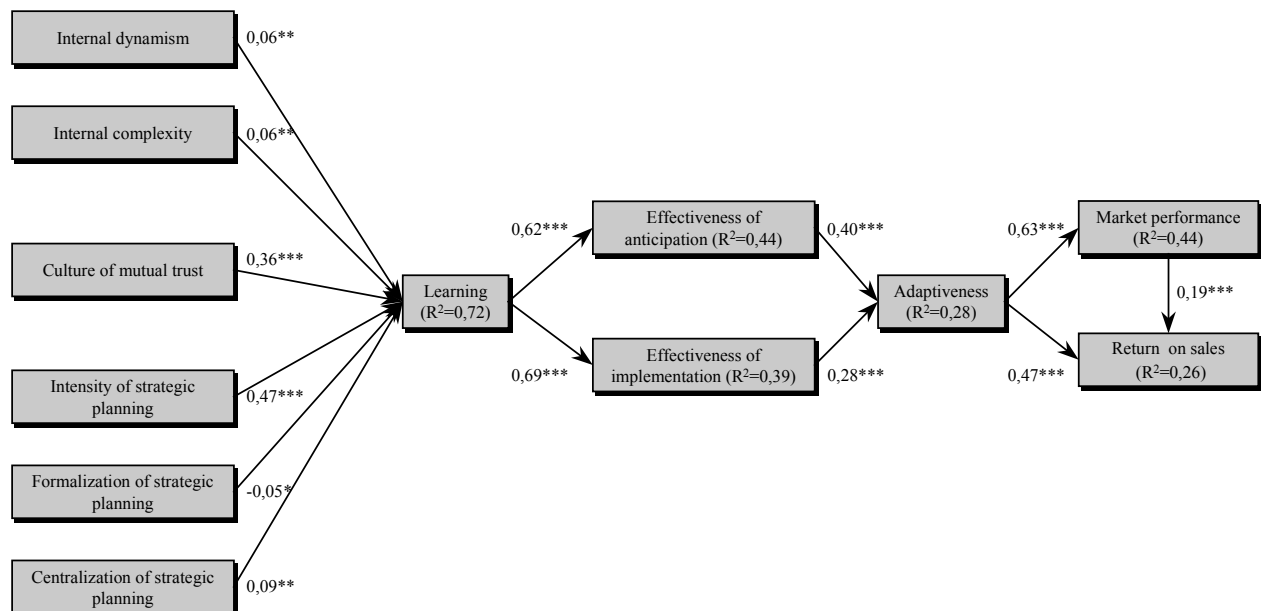 Internal dynamism
0,06**
Internal complexity
0,06**
Culture of mutual trust
0,36***
Intensity of strategic
planning
0,47***
Formalization of strategic
planning
-0,05*
Centralization of strategic
planning
0,09**
Learning
(R²=0,72)
0,62***
0,69***
Effectiveness of
anticipation (R²=0,44)
0,40***
Effectiveness of
implementation (R²=0,39)
0,28***
Adaptiveness
(R²=0,28)
0,63***
0,47***
Market performance
(R²=0,44)
0,19***
Return on sales
(R²=0,26)